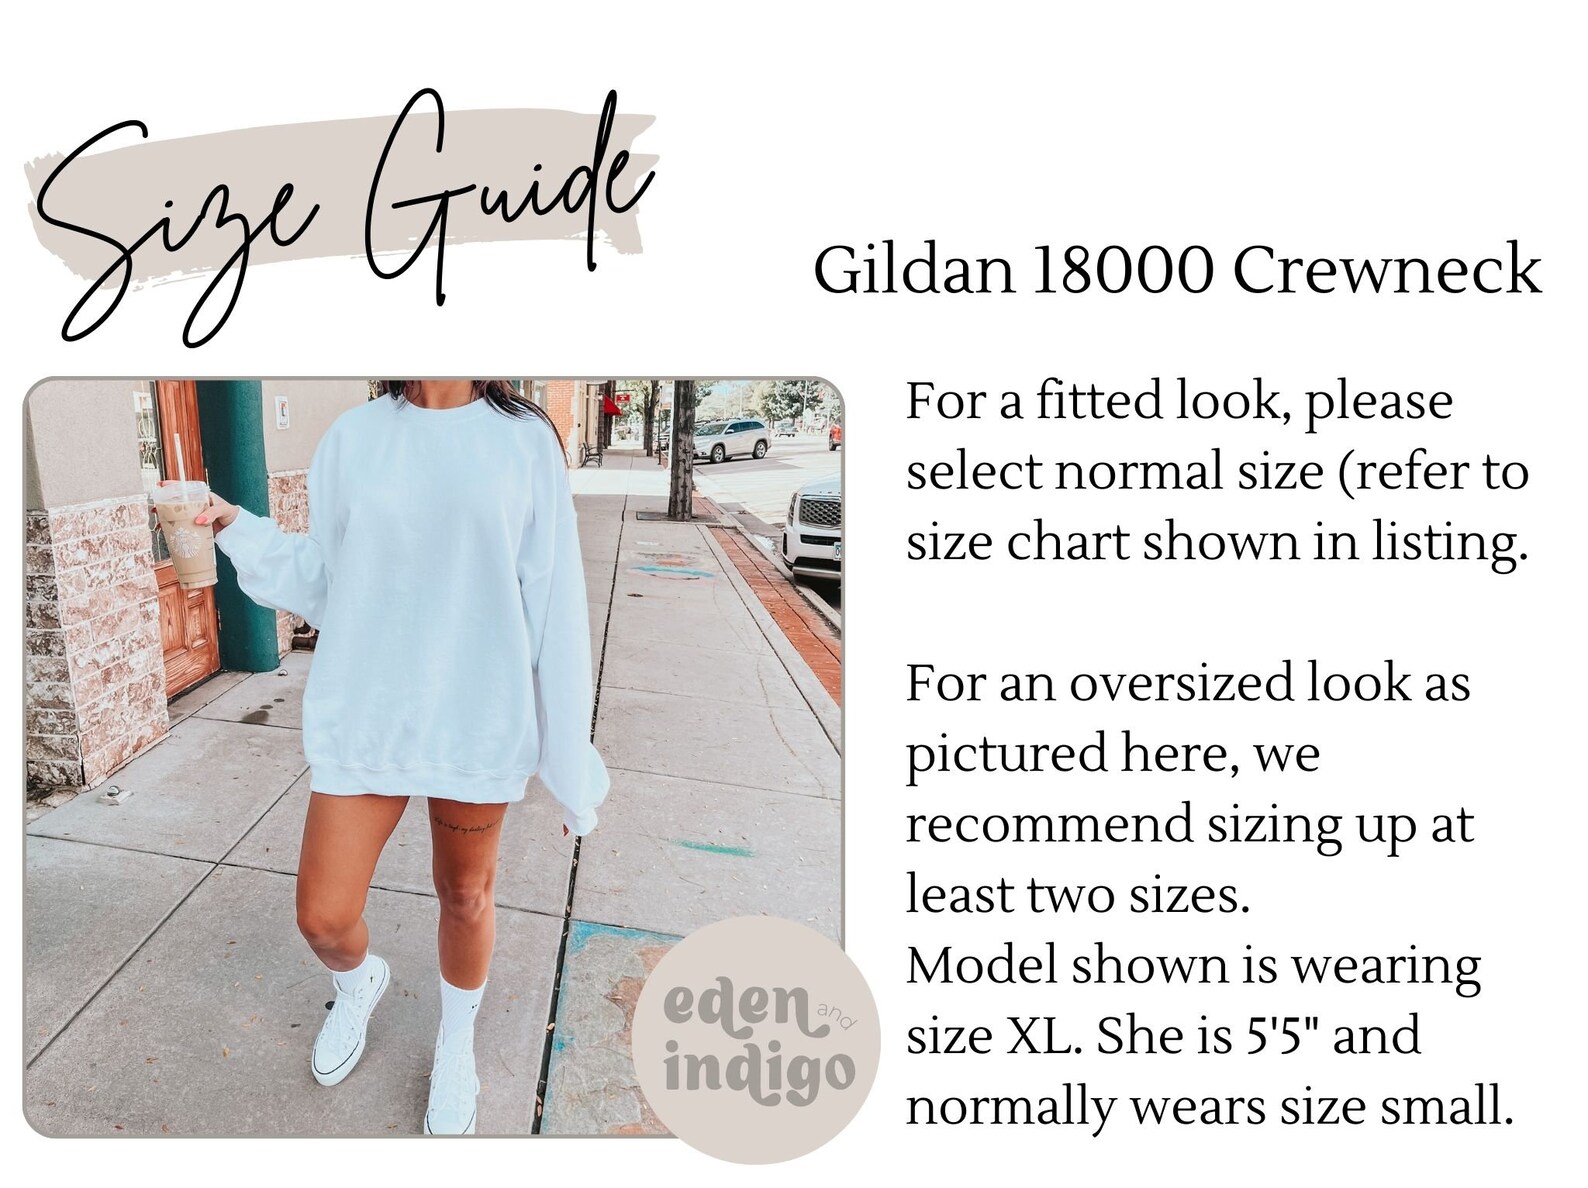 Size Guide
Gildan 18000 Crewneck
For a fitted look, please
select normal size (refer to
size chart shown in listing.
For an oversized look as
pictured here, we
recommend sizing up at
least two sizes.
Model shown is wearing
size XL. She is 5'5" and
normally wears size small.
eden and
indigo